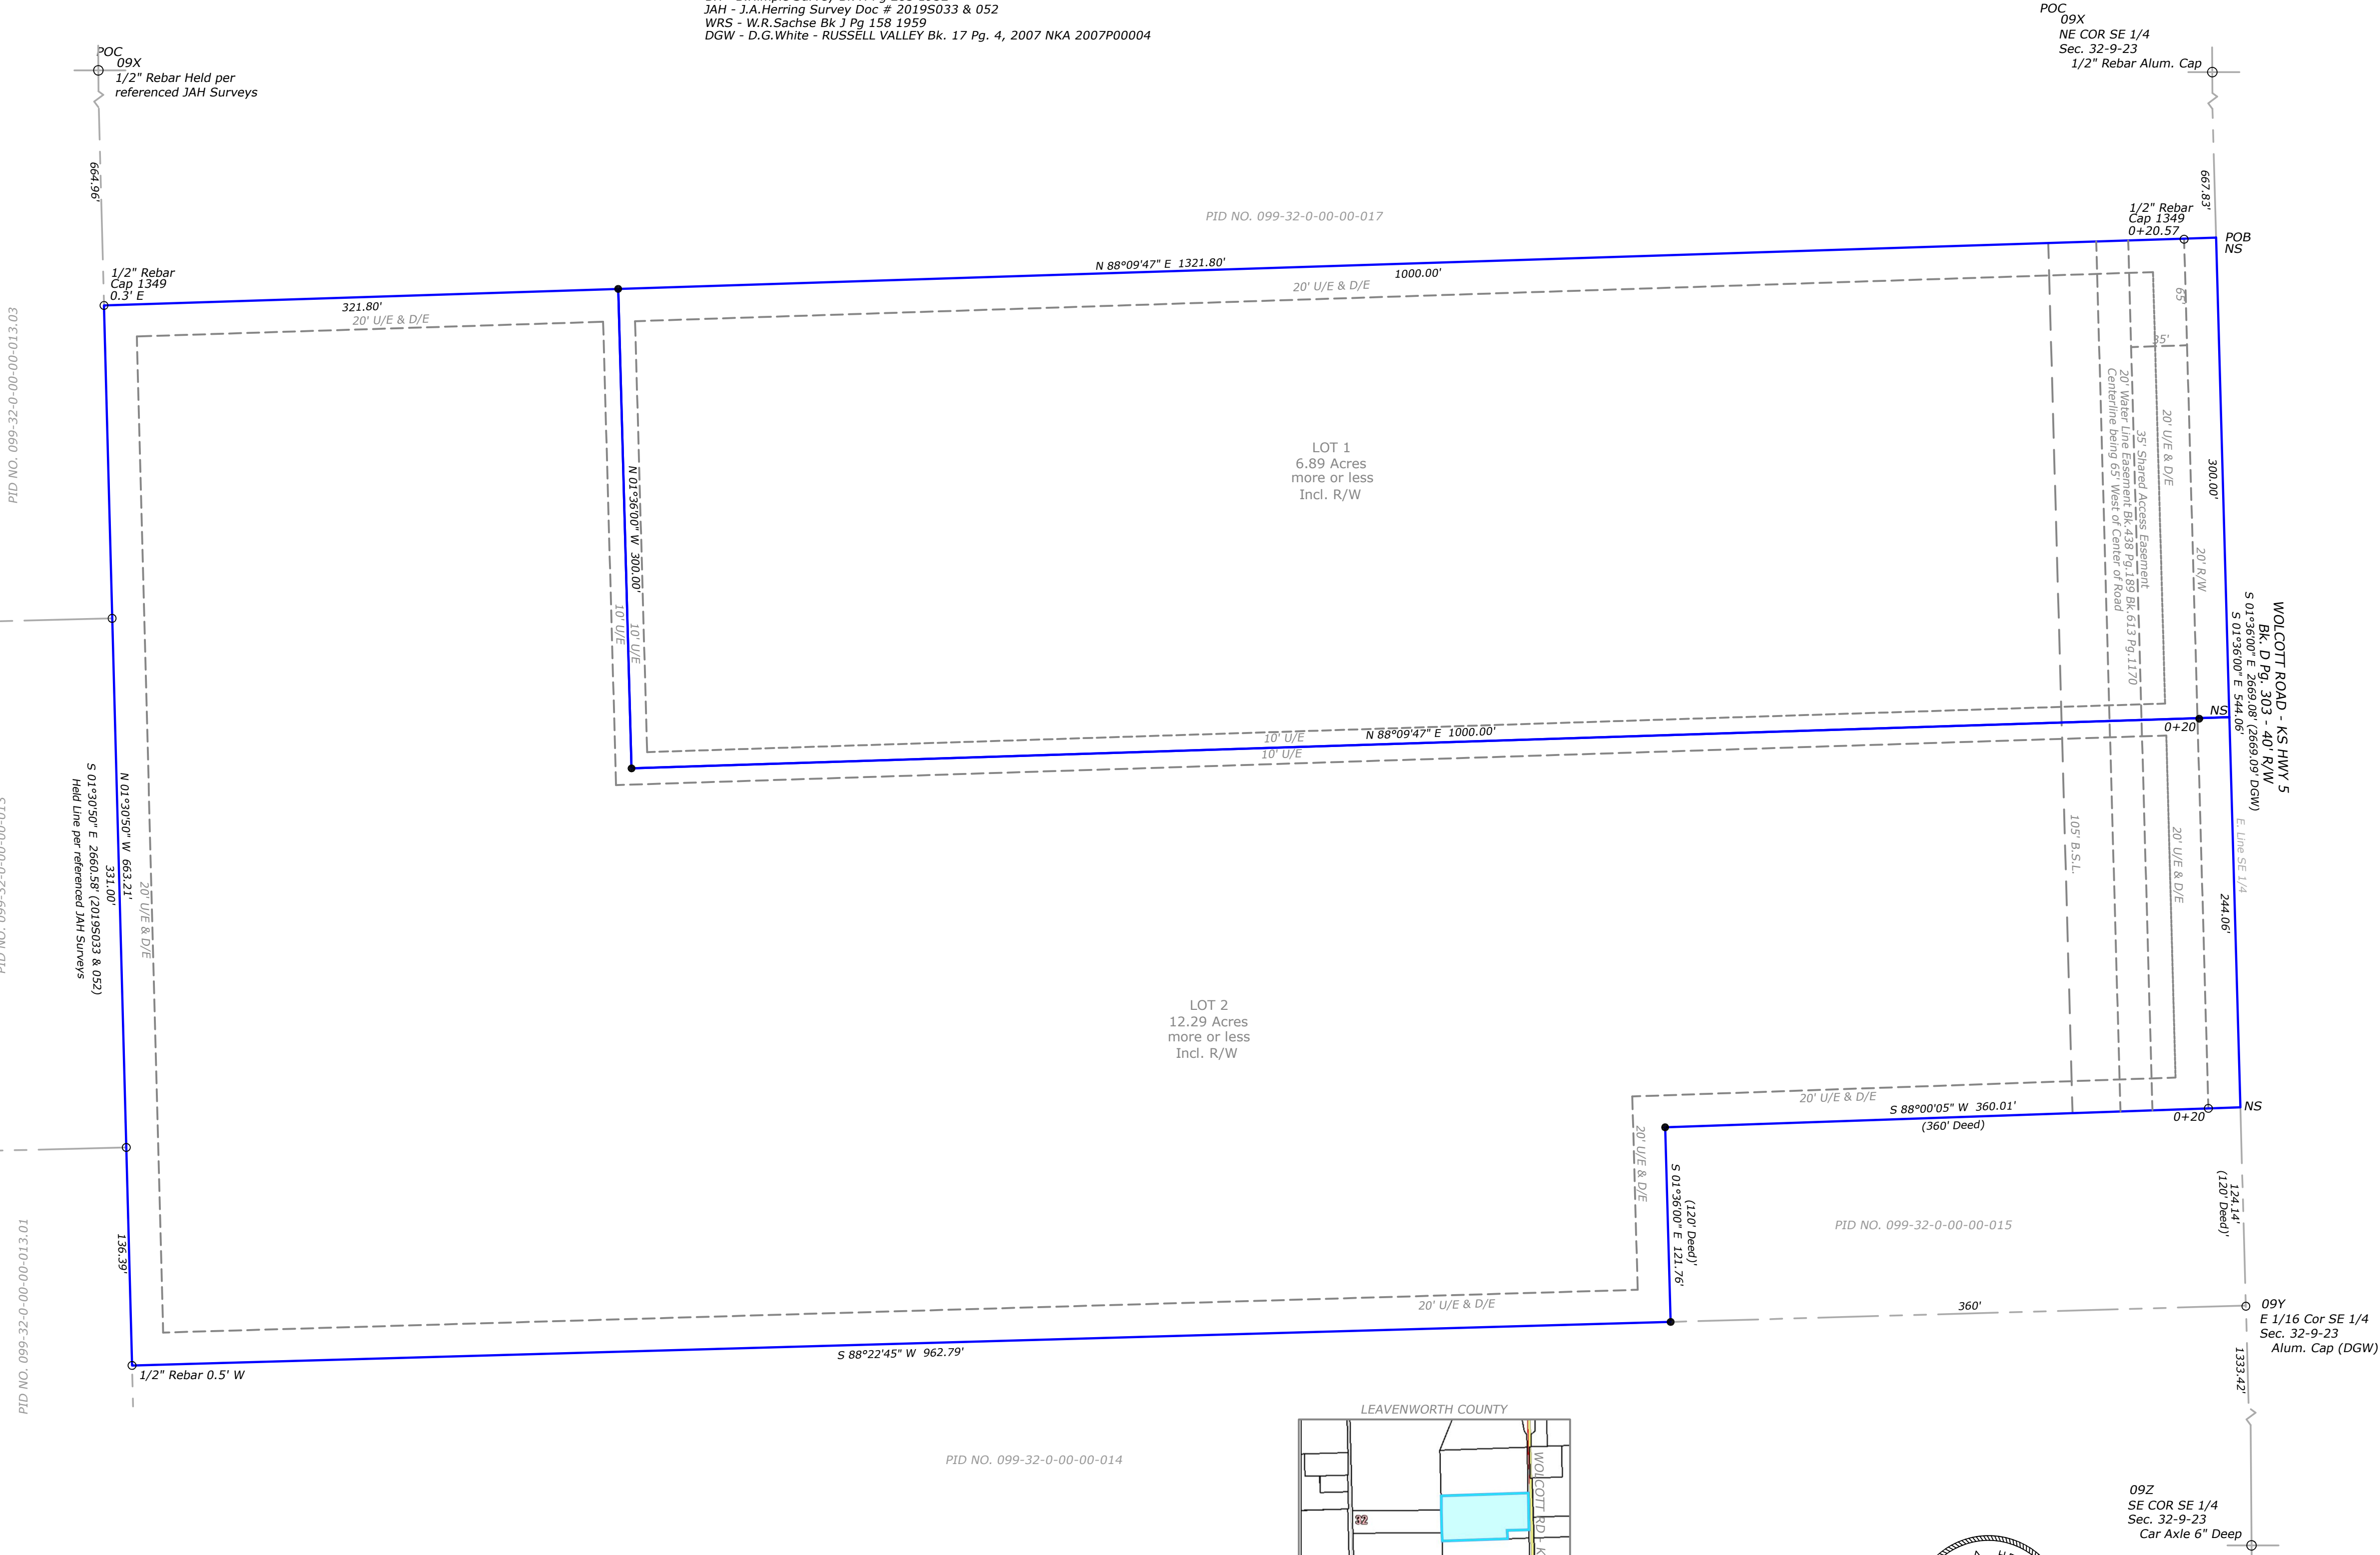 JAH - J.A.Herring Survey Doc # 2019S033 & 052
WRS - W.R.Sachse Bk J Pg 158 1959
DGW - D.G.White - RUSSELL VALLEY Bk. 17 Pg. 4, 2007 NKA 2007P00004
POC
09X
1/2" Rebar Held per
referenced JAH Surveys
POC
09X
NE COR SE 1/4
Sec. 32-9-23
1/2" Rebar Alum. Cap
664.96'
667.83'
PID NO. 099-32-0-00-00-017
1/2" Rebar
Cap 1349
0+20.57
POB
NS
1/2" Rebar
Cap 1349
0.3' E
N 88°09'47" E 1321.80'
1000.00'
321.80'
20' U/E & D/E
20' U/E & D/E
65'
35'
PID NO. 099-32-0-00-00-013.03
LOT 1
6.89 Acres
more or less
Incl. R/W
N 01°36'00" W 300.00'
10' U/E
10' U/E
Centerline being 65' West of Center of Road
20' Water Line Easement Bk.438 Pg.189 Bk.613 Pg.1170
35' Shared Access Easement
20' U/E & D/E
20' R/W
300.00'
WOLCOTT ROAD - KS HWY 5
Bk. D Pg. 303 - 40' R/W
S 01°36'00" E 2669.08' (2669.09' DGW)
S 01°36'00" E 544.06'
NS
0+20
10' U/E
N 88°09'47" E 1000.00'
10' U/E
PID NO. 099-32-0-00-00-013
N 01°30'50" W 663.21'
331.00'
S 01°30'50" E 2660.58' (2019S033 & 052)
Held Line per referenced JAH Surveys
20' U/E & D/E
105' B.S.L.
20' U/E & D/E
E. Line SE 1/4
244.06'
LOT 2
12.29 Acres
more or less
Incl. R/W
20' U/E & D/E
S 88°00'05" W 360.01'
(360' Deed)
0+20
NS
20' U/E & D/E
S 01°36'00" E 121.76'
(120' Deed)'
124.14'
(120' Deed)'
PID NO. 099-32-0-00-00-015
136.39'
PID NO. 099-32-0-00-00-013.01
20' U/E & D/E
360'
09Y
E 1/16 Cor SE 1/4
Sec. 32-9-23
Alum. Cap (DGW)
S 88°22'45" W 962.79'
1/2" Rebar 0.5' W
1333.42'
LEAVENWORTH COUNTY
PID NO. 099-32-0-00-00-014
WOLCOTT RD - K
32
09Z
SE COR SE 1/4
Sec. 32-9-23
Car Axle 6" Deep